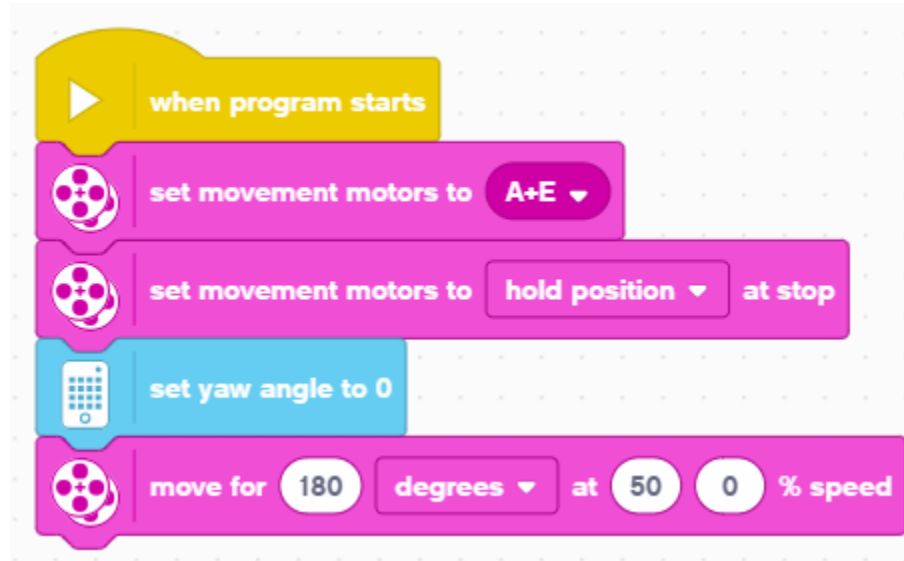 when program starts
set movement motors to A+E
set movement motors to hold position at stop
set yaw angle to 0
move for 180 degrees at 50 0 % speed